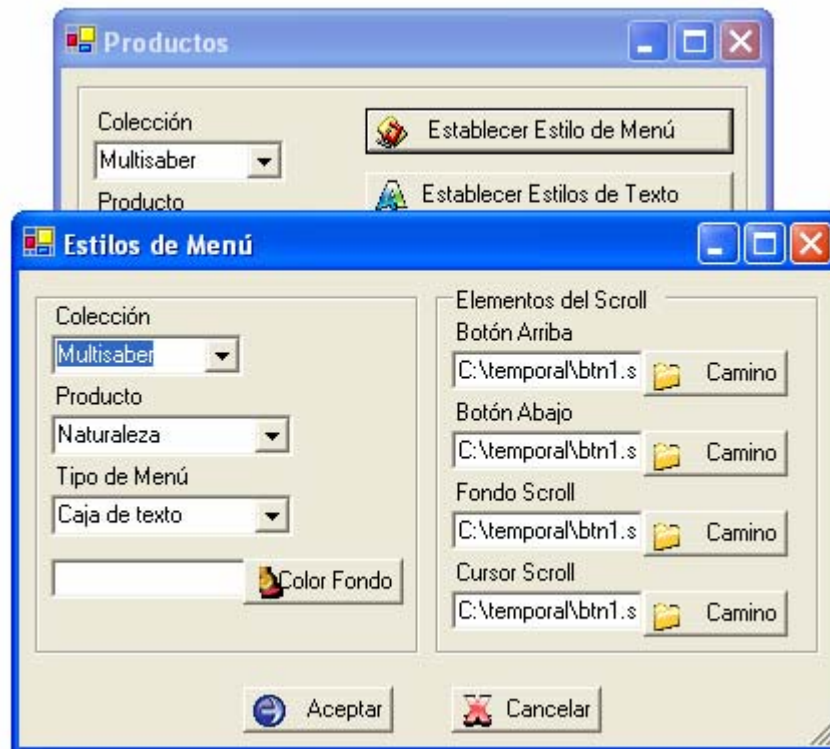 Productos
Colección
Multisaber
Producto
Establecer Estilo de Menú
Establecer Estilos de Texto
Estilos de Menú
Colección
Multisaber
Producto
Naturaleza
Tipo de Menú
Caja de texto
Color Fondo
Elementos del Scroll
Botón Arriba
C:\temporal\btn1.s Camino
Botón Abajo
C:\temporal\btn1.s Camino
Fondo Scroll
C:\temporal\btn1.s Camino
Cursor Scroll
C:\temporal\btn1.s Camino
Aceptar Cancelar